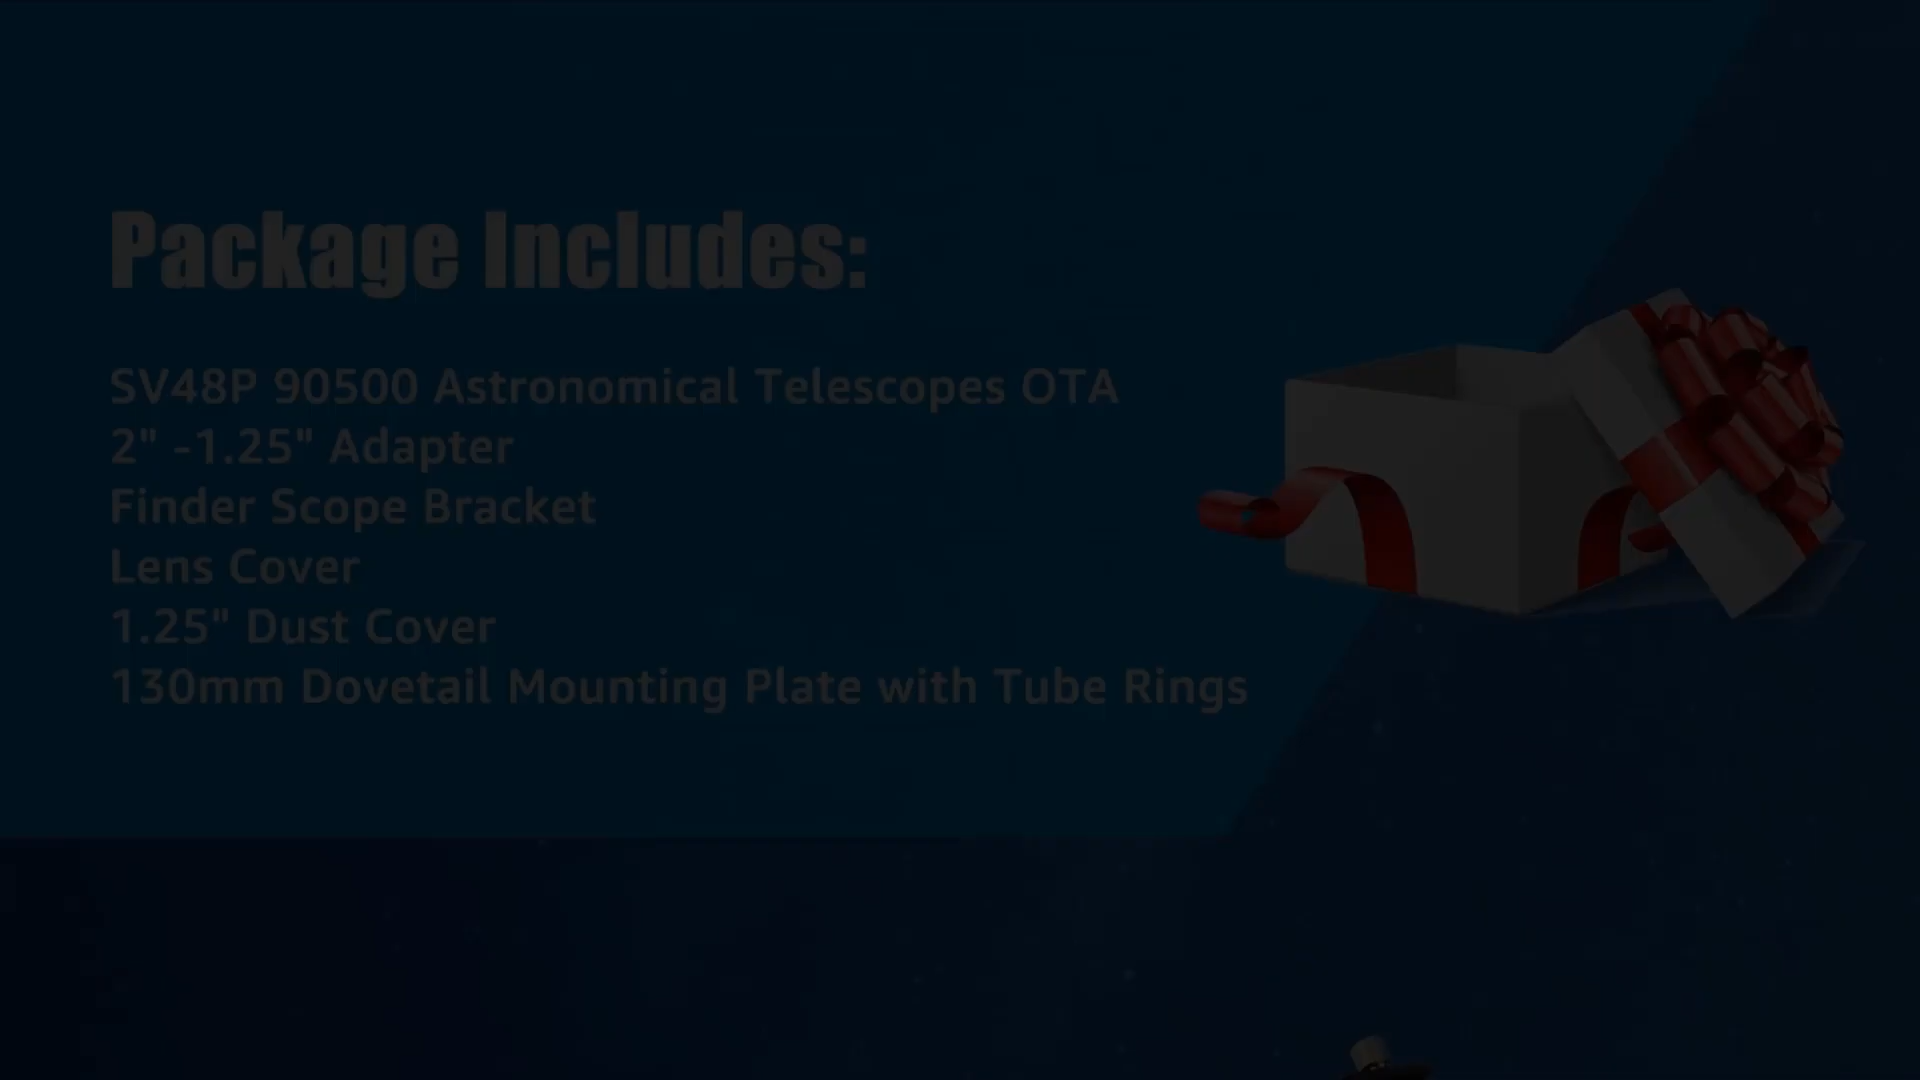 Package Includes:
SV48P 90500 Astronomical Telescopes OTA
2" -1.25" Adapter
Finder Scope Bracket
Lens Cover
1.25" Dust Cover
130mm Dovetail Mounting Plate with Tube Rings